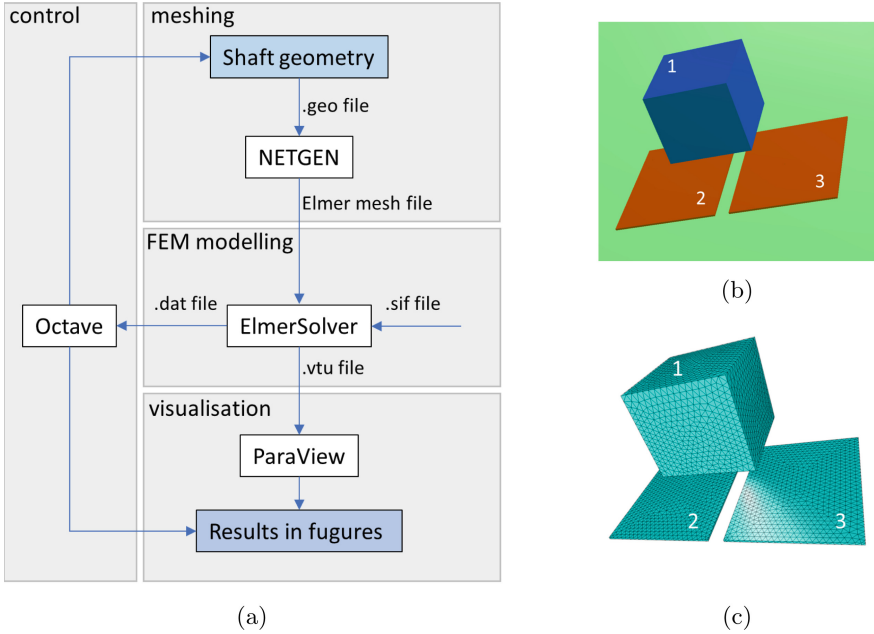 control
meshing
Shaft geometry
.geo file
NETGEN
Elmer mesh file
FEM modelling
.dat file
.sif file
Octave
ElmerSolver
.vtu file
visualisation
ParaView
Results in fugures
(a)
1
2
3
(b)
1
2
3
(c)